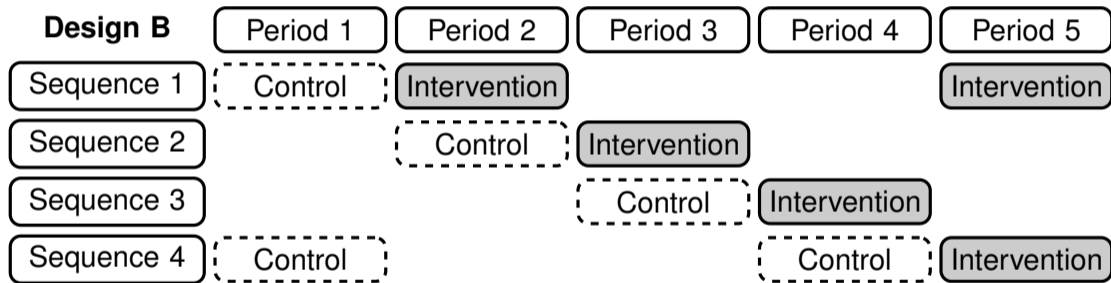 Design B Period 1 Period 2 Period 3 Period 4 Period 5
Sequence 1 Control Intervention Intervention
Sequence 2 Control Intervention
Sequence 3 Control Intervention
Sequence 4 Control Control Intervention